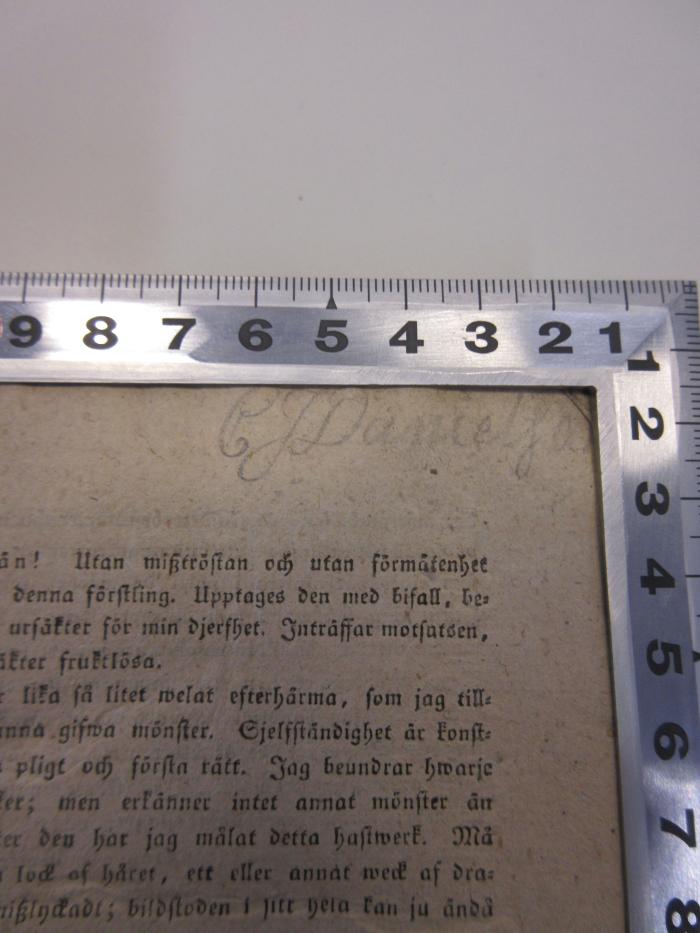 9 8 7 6 5 4 3 2 1
1
2
3
4
5
6
7
8
C J Danielson
än! Utan mißtröstan och utan förmätenhet
denna förstling. Upptages den med bifall, be-
ursäkter för min djerfhet. Inträffar motsatsen,
äkter fruktlösa.
r lika så litet welat efterhärma, som jag till-
anna gifwa mönster. Sjelfständighet är konst-
pligt och första rätt. Jag beundrar hwarje
ker; men erkänner intet annat mönster än
ter den har jag målat detta hastwerk. Må
lock af håret, ett eller annat weck af dra-
mißlyckadt; bildstoden i sitt hela kan ju ändå